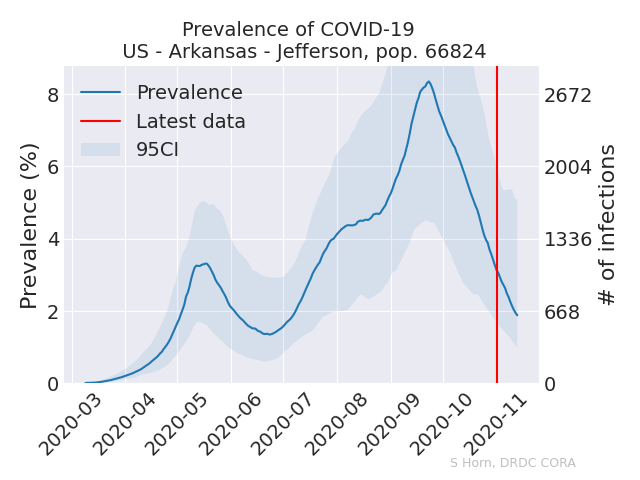 Prevalence of COVID-19
US - Arkansas - Jefferson, pop. 66824
Prevalence
Latest data
95CI
Prevalence (%)
8
6
4
2
0
2672
2004
1336
668
0
# of infections
2020-03
2020-04
2020-05
2020-06
2020-07
2020-08
2020-09
2020-10
2020-11
S Horn, DRDC CORA